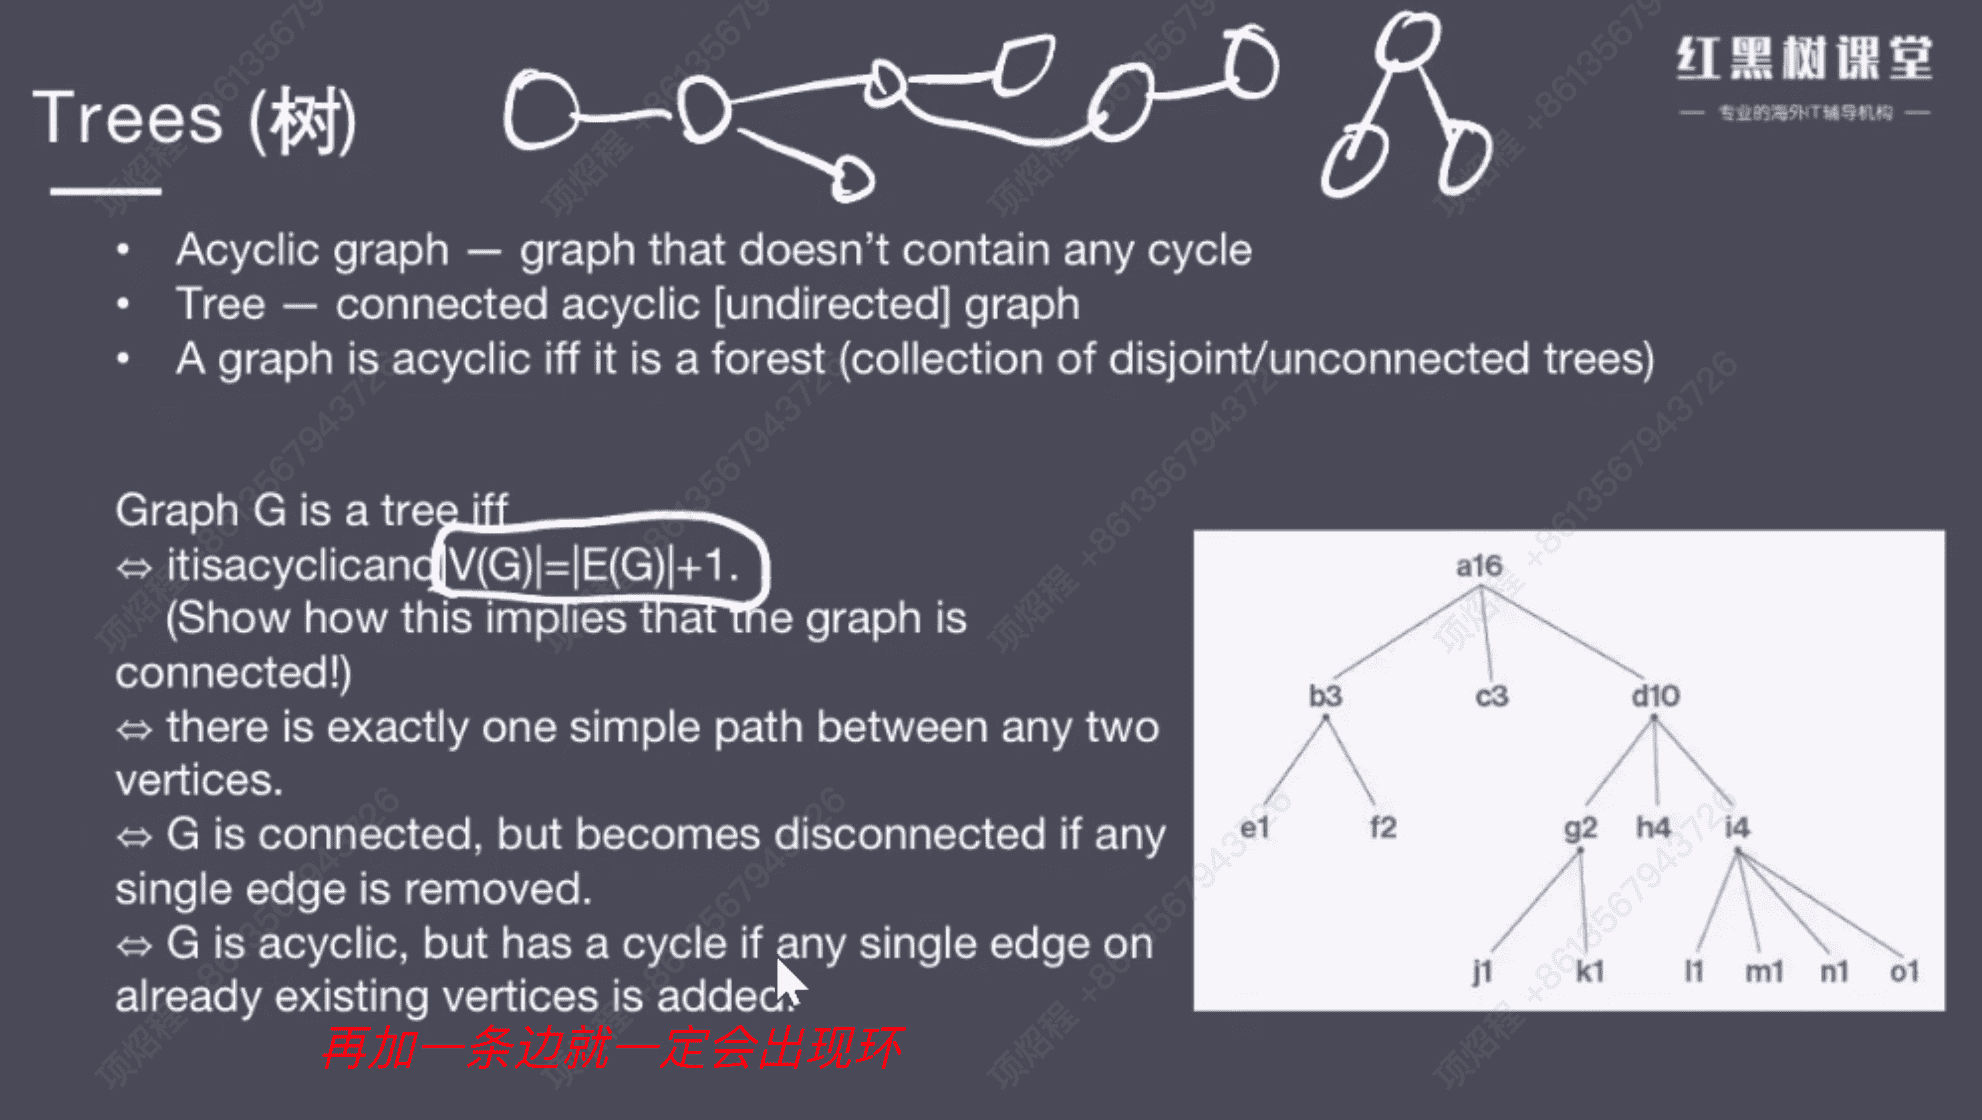 Trees (树)
红黑树课堂
— 专业的海外IT辅导机构 —
• Acyclic graph — graph that doesn't contain any cycle
• Tree — connected acyclic [undirected] graph
• A graph is acyclic iff it is a forest (collection of disjoint/unconnected trees)
Graph G is a tree iff
⇔ itisacyclicand|V(G)|=|E(G)|+1.
(Show how this implies that the graph is
connected!)
⇔ there is exactly one simple path between any two
vertices.
⇔ G is connected, but becomes disconnected if any
single edge is removed.
⇔ G is acyclic, but has a cycle if any single edge on
already existing vertices is added.
再加一条边就一定会出现环
a16
b3 c3 d10
e1 f2 g2 h4 i4
j1 k1 l1 m1 n1 o1
项焰程 +8613567943726